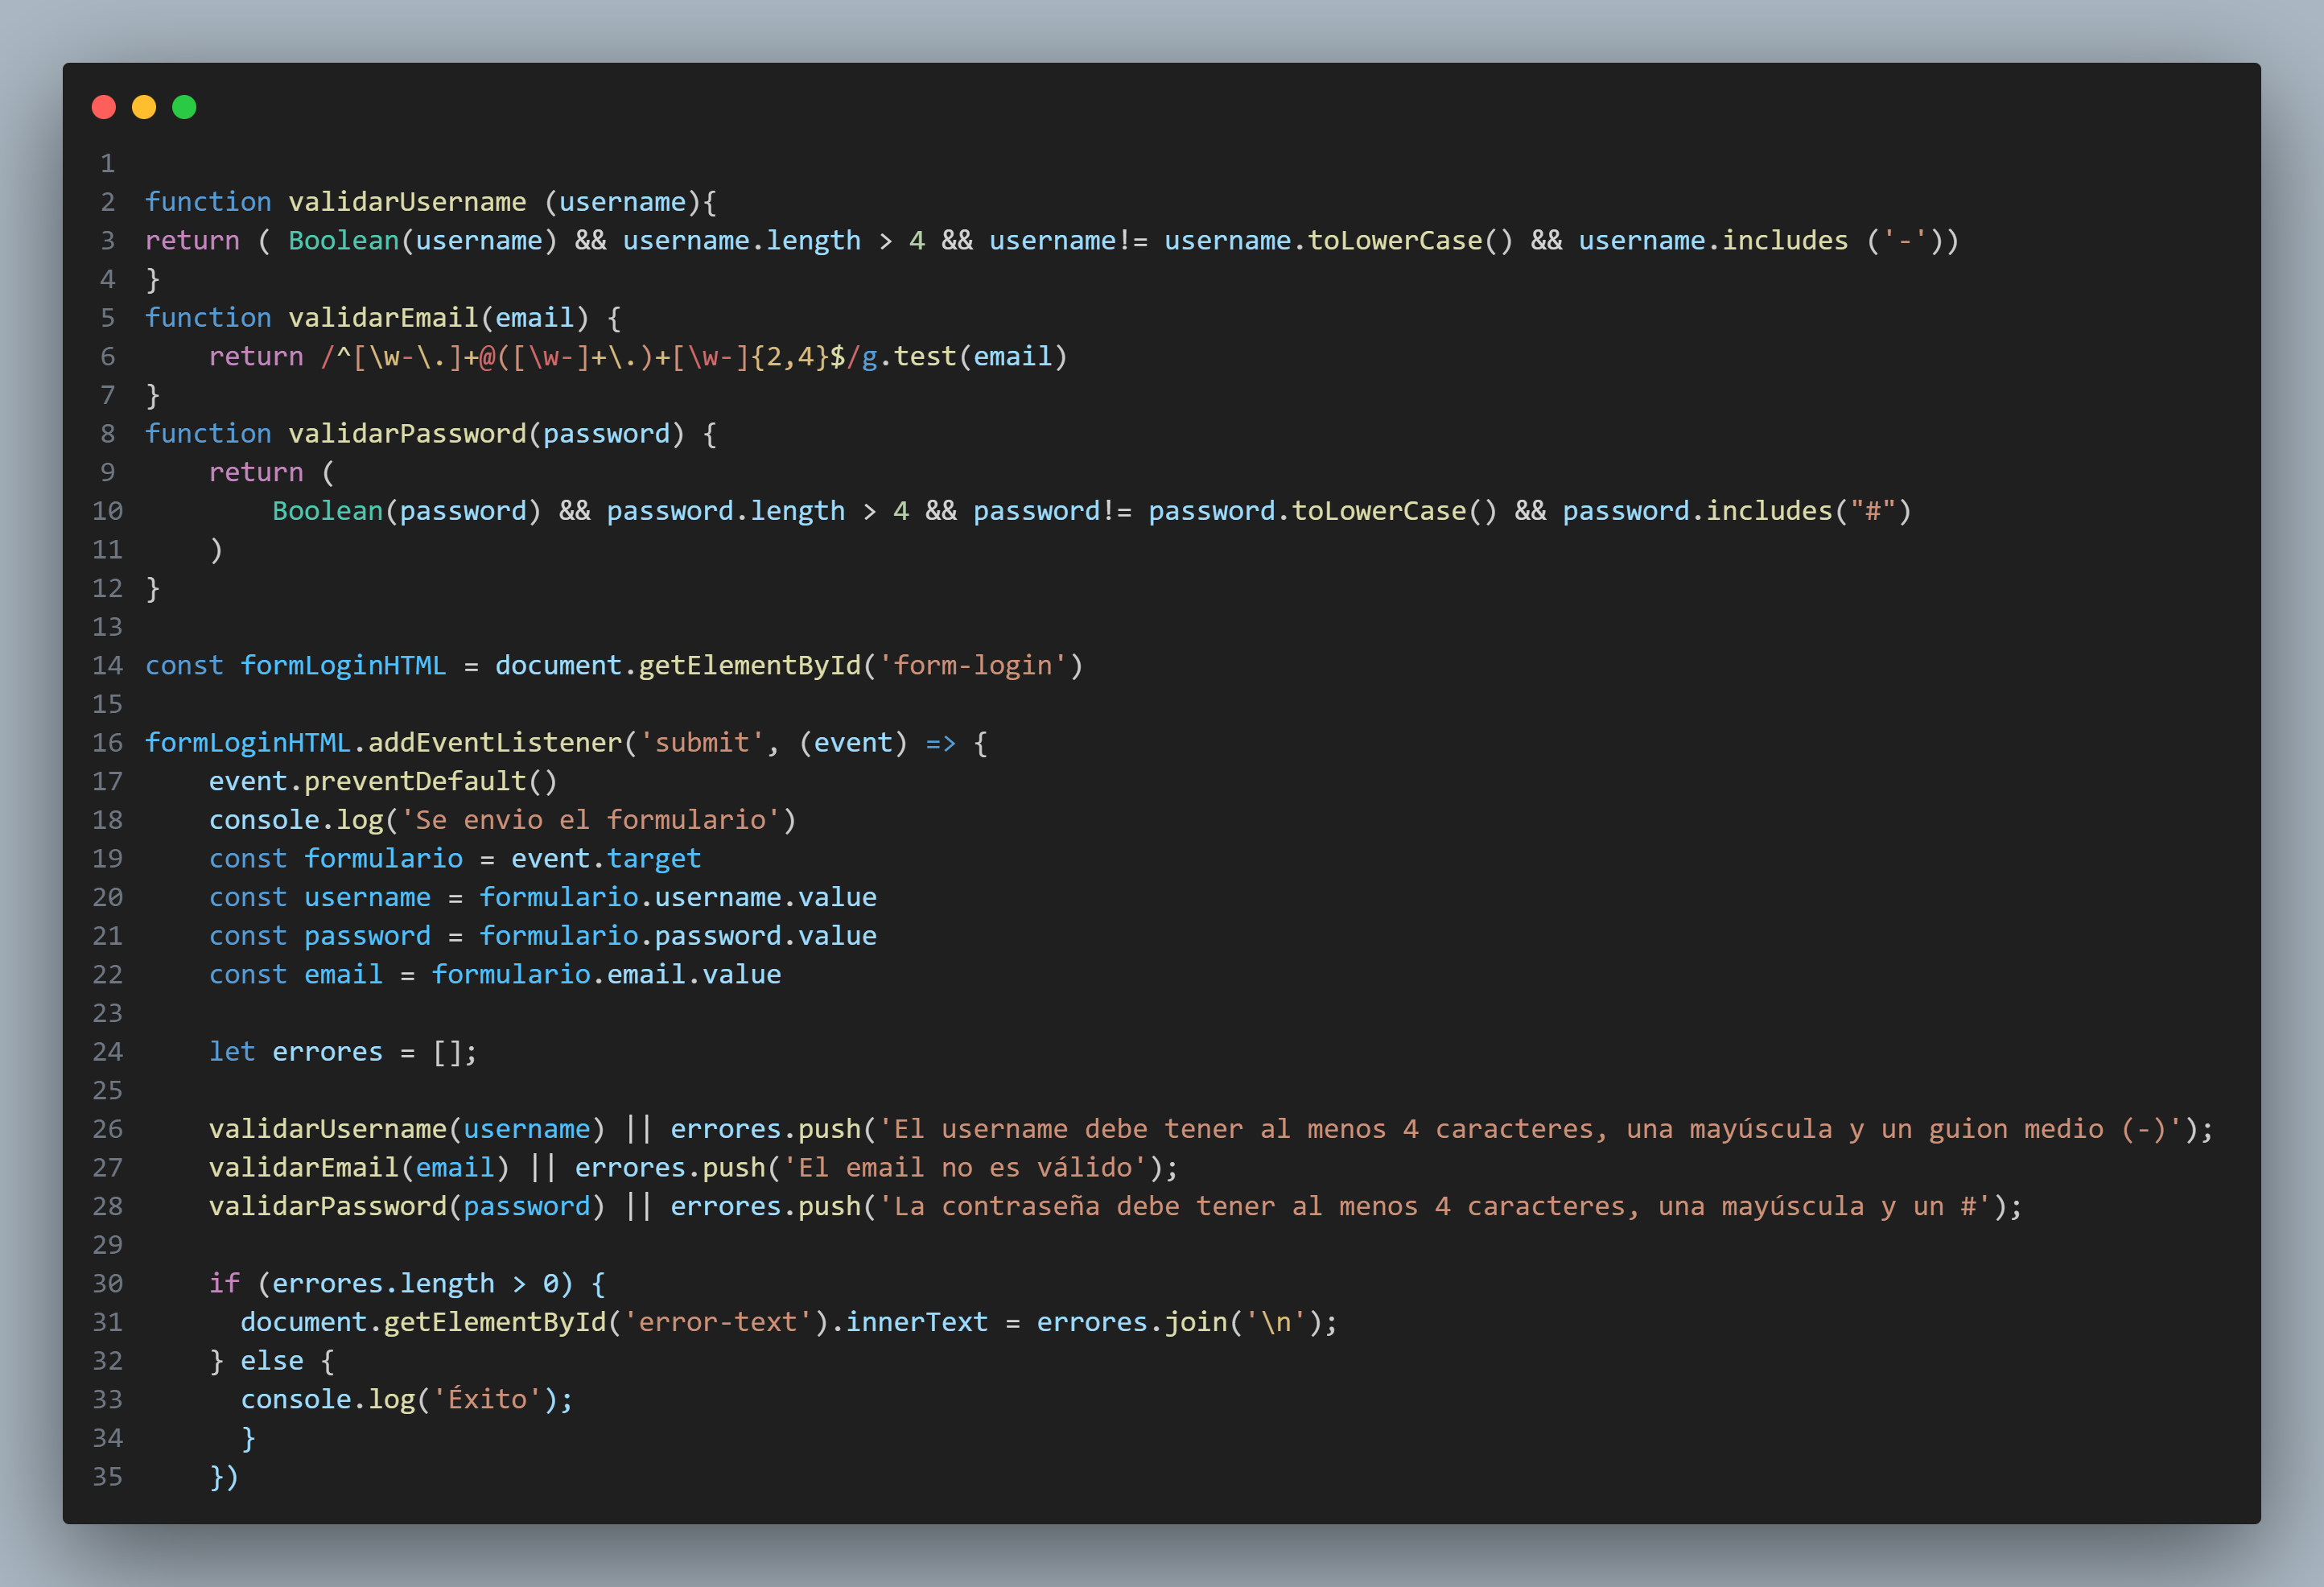 1
2 function validarUsername (username){
3 return ( Boolean(username) && username.length > 4 && username!= username.toLowerCase() && username.includes ('-'))
4 }
5 function validarEmail(email) {
6     return /^[\w-\.]+@([\w-]+\.)+[\w-]{2,4}$/g.test(email)
7 }
8 function validarPassword(password) {
9     return (
10         Boolean(password) && password.length > 4 && password!= password.toLowerCase() && password.includes("#")
11     )
12 }
13
14 const formLoginHTML = document.getElementById('form-login')
15
16 formLoginHTML.addEventListener('submit', (event) => {
17     event.preventDefault()
18     console.log('Se envio el formulario')
19     const formulario = event.target
20     const username = formulario.username.value
21     const password = formulario.password.value
22     const email = formulario.email.value
23
24     let errores = [];
25
26     validarUsername(username) || errores.push('El username debe tener al menos 4 caracteres, una mayúscula y un guion medio (-)');
27     validarEmail(email) || errores.push('El email no es válido');
28     validarPassword(password) || errores.push('La contraseña debe tener al menos 4 caracteres, una mayúscula y un #');
29
30     if (errores.length > 0) {
31       document.getElementById('error-text').innerText = errores.join('\n');
32     } else {
33       console.log('Éxito');
34       }
35     })